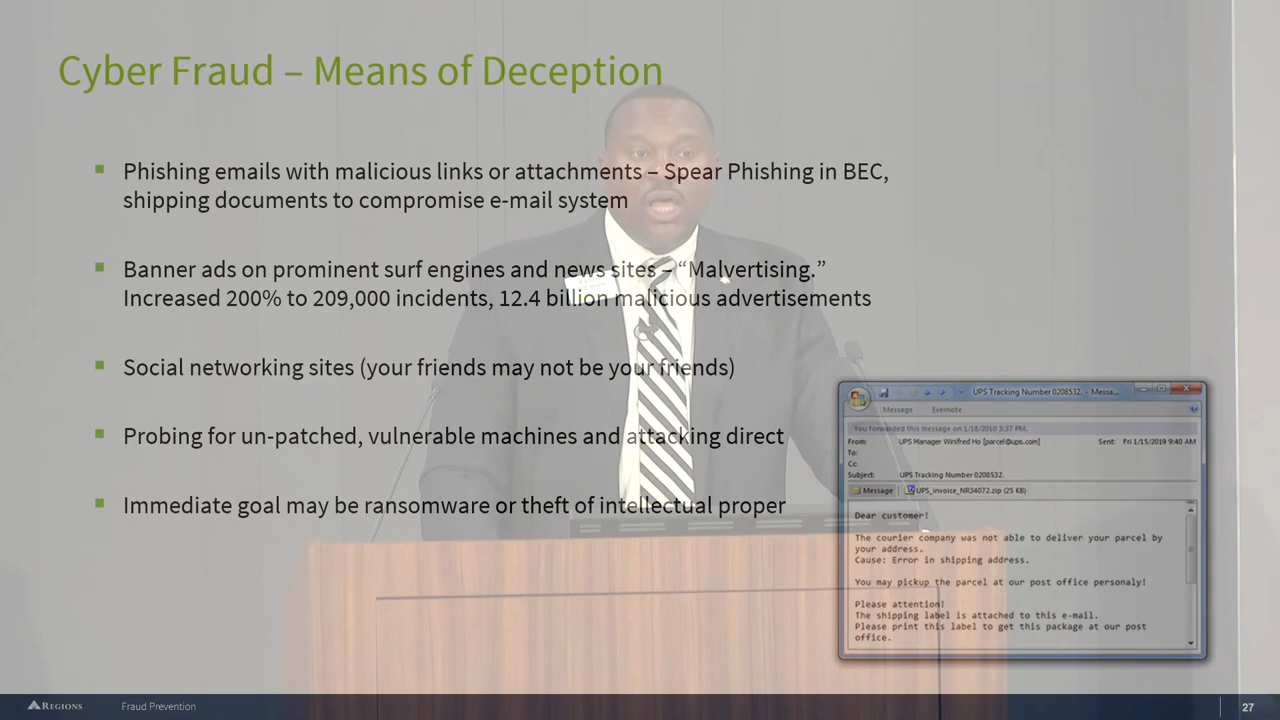 Cyber Fraud – Means of Deception
Phishing emails with malicious links or attachments – Spear Phishing in BEC,
shipping documents to compromise e-mail system
Banner ads on prominent surf engines and news sites – “Malvertising.”
Increased 200% to 209,000 incidents, 12.4 billion malicious advertisements
Social networking sites (your friends may not be your friends)
Probing for un-patched, vulnerable machines and attacking direct
Immediate goal may be ransomware or theft of intellectual proper
UPS Tracking Number 0208532. - Messa...
Message Evernote
You forwarded this message on 1/18/2010 3:37 PM.
From: UPS Manager Winifred Ho [parcel@ups.com] Sent: Fri 1/15/2019 9:40 AM
To:
Cc:
Subject: UPS Tracking Number 0208532.
Message UPS_invoice_NR34072.zip (25 KB)
Dear customer!
The courier company was not able to deliver your parcel by
your address.
Cause: Error in shipping address.
You may pickup the parcel at our post office personaly!
Please attention!
The shipping label is attached to this e-mail.
Please print this label to get this package at our post
office.
REGIONS Fraud Prevention 27